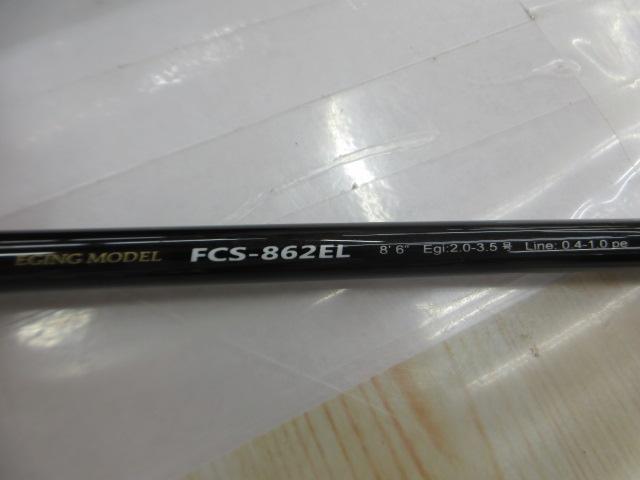 EGING MODEL FCS-862EL 8' 6" Egi:2.0-3.5 号 Line: 0.4-1.0 pe